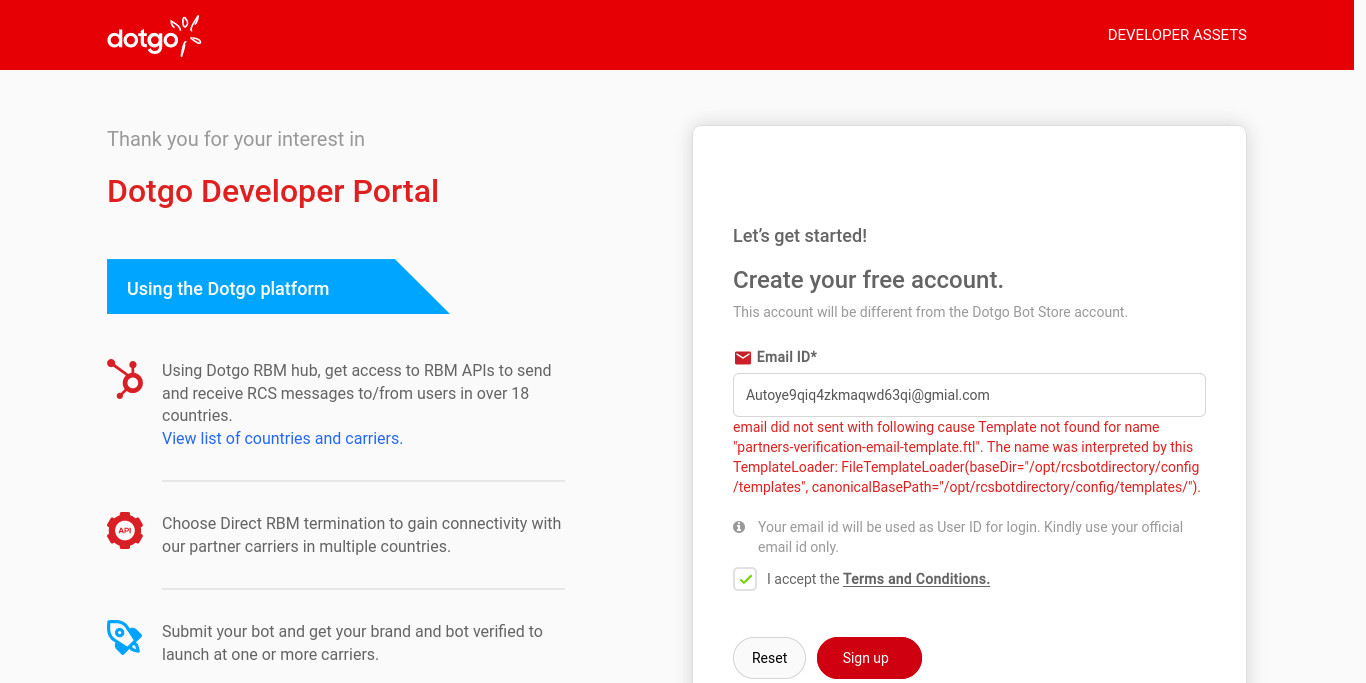 dotgo
DEVELOPER ASSETS
Thank you for your interest in
Dotgo Developer Portal
Using the Dotgo platform
Using Dotgo RBM hub, get access to RBM APIs to send
and receive RCS messages to/from users in over 18
countries.
View list of countries and carriers.
API
Choose Direct RBM termination to gain connectivity with
our partner carriers in multiple countries.
Submit your bot and get your brand and bot verified to
launch at one or more carriers.
Let's get started!
Create your free account.
This account will be different from the Dotgo Bot Store account.
Email ID*
Autoye9qiq4zkmaqwd63qi@gmial.com
email did not sent with following cause Template not found for name
"partners-verification-email-template.ftl". The name was interpreted by this
TemplateLoader: FileTemplateLoader(baseDir="/opt/rcsbotdirectory/config
/templates", canonicalBasePath="/opt/rcsbotdirectory/config/templates/").
Your email id will be used as User ID for login. Kindly use your official
email id only.
I accept the Terms and Conditions.
Reset
Sign up